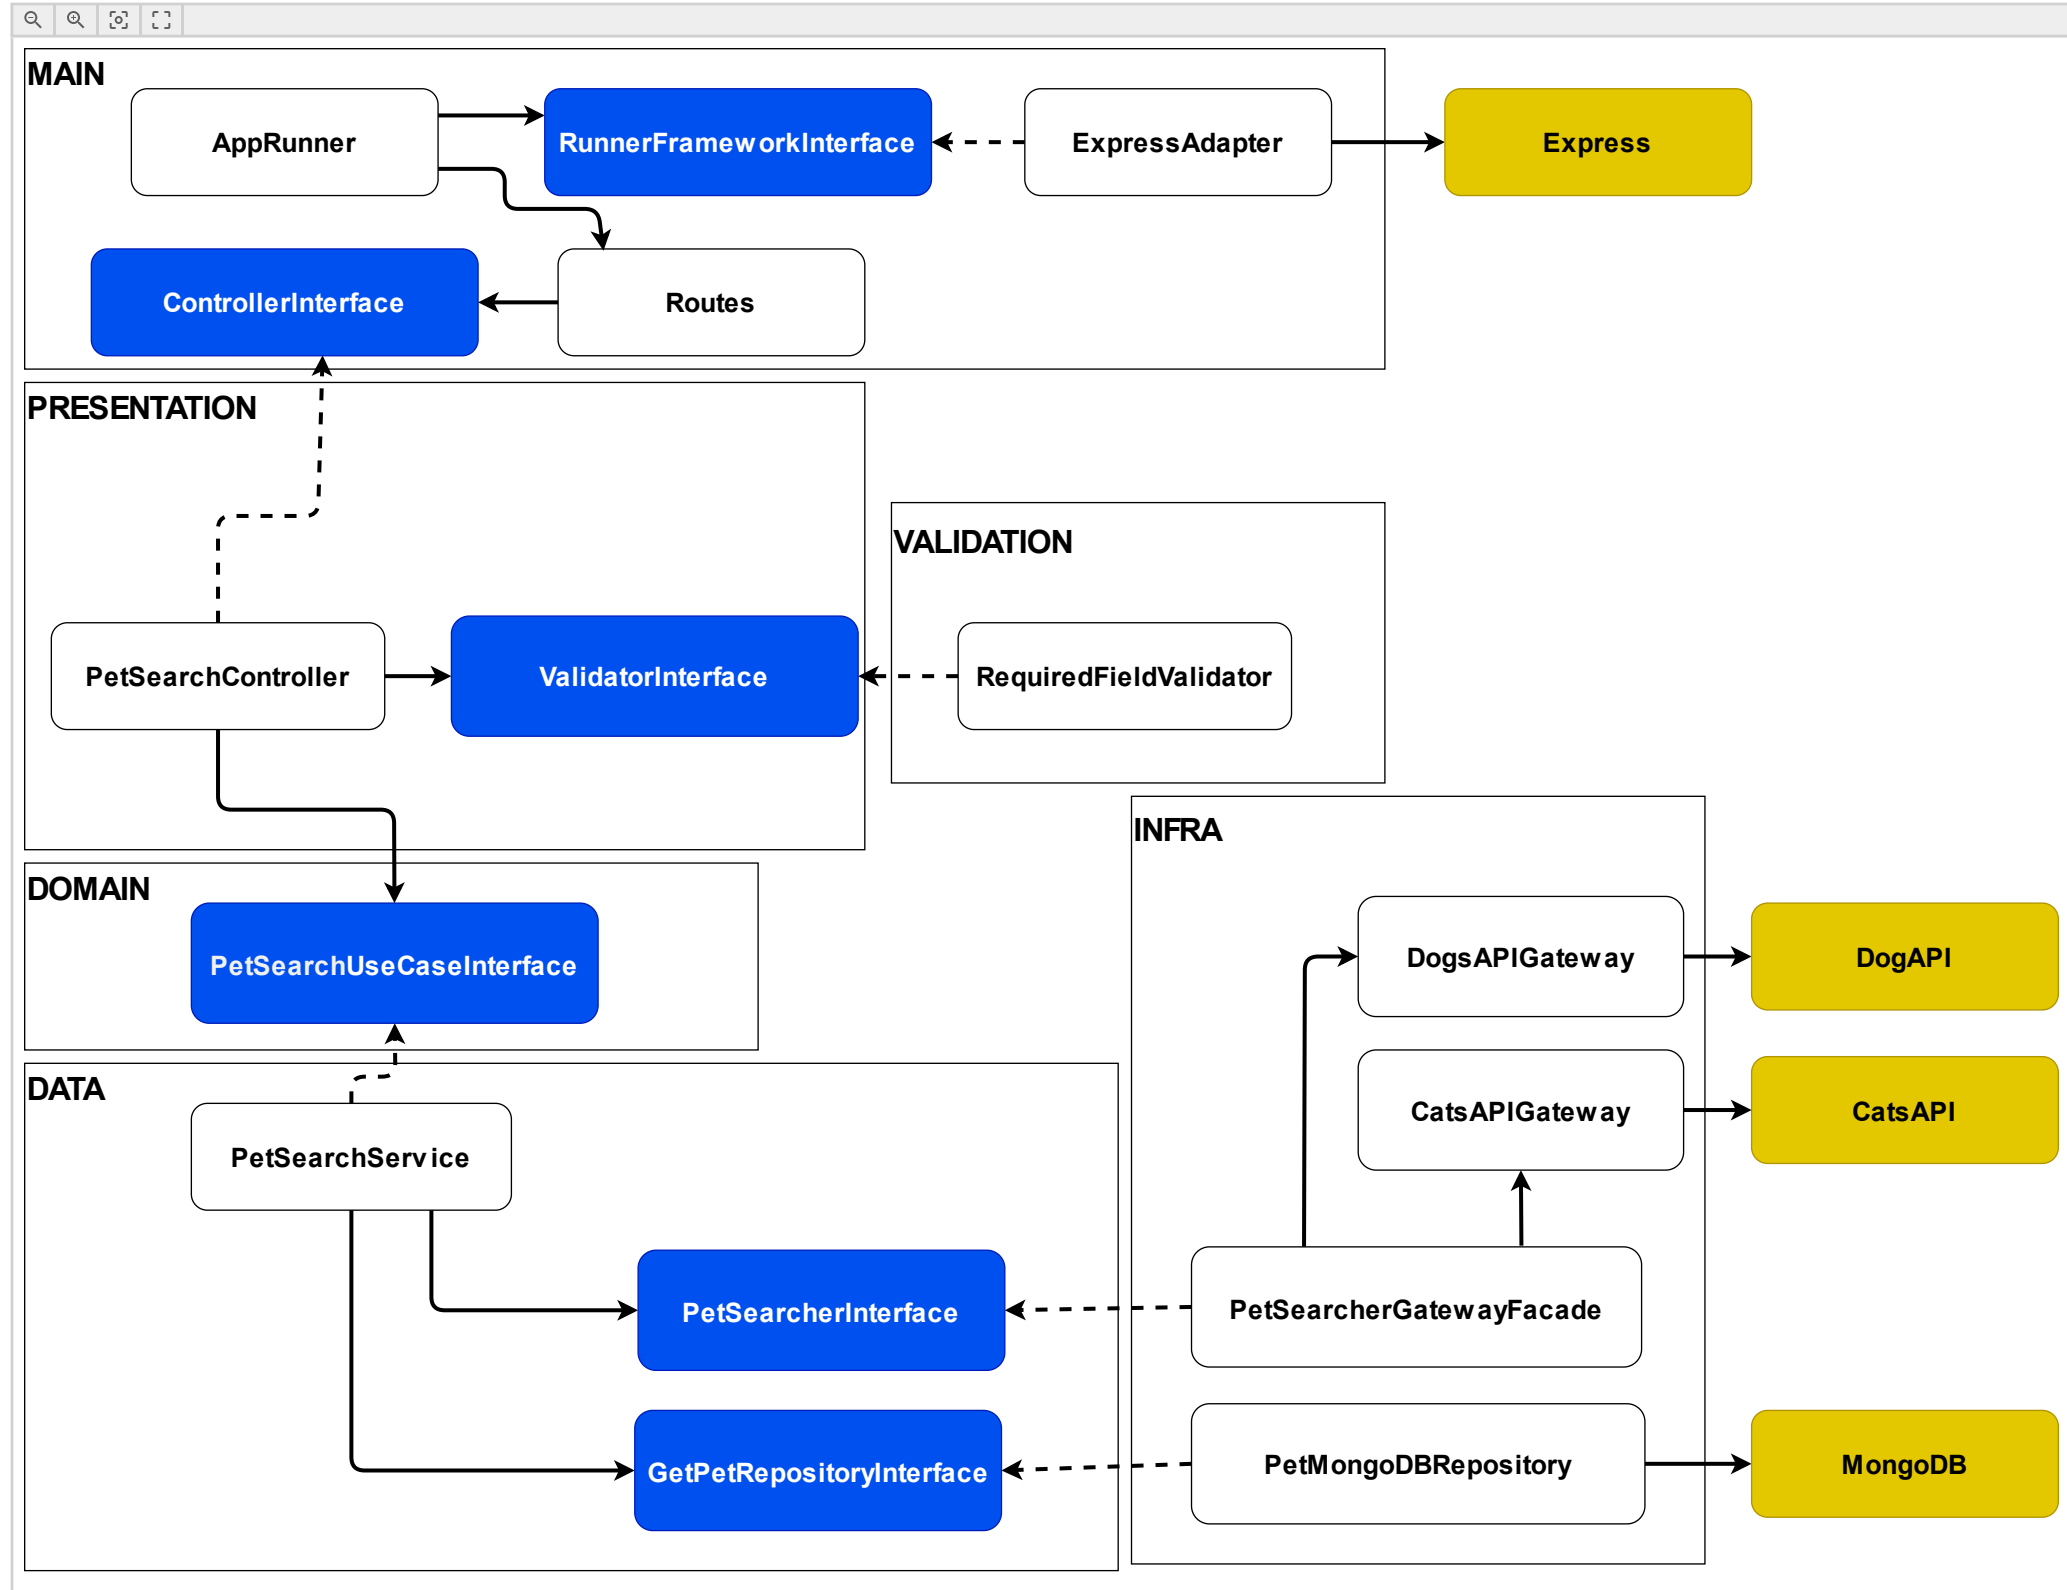 MAIN
AppRunner
RunnerFrameworkInterface
ExpressAdapter
Express
ControllerInterface
Routes
PRESENTATION
VALIDATION
PetSearchController
ValidatorInterface
RequiredFieldValidator
INFRA
DOMAIN
PetSearchUseCaseInterface
DogsAPIGateway
DogAPI
DATA
CatsAPIGateway
CatsAPI
PetSearchService
PetSearcherInterface
PetSearcherGatewayFacade
GetPetRepositoryInterface
PetMongoDBRepository
MongoDB